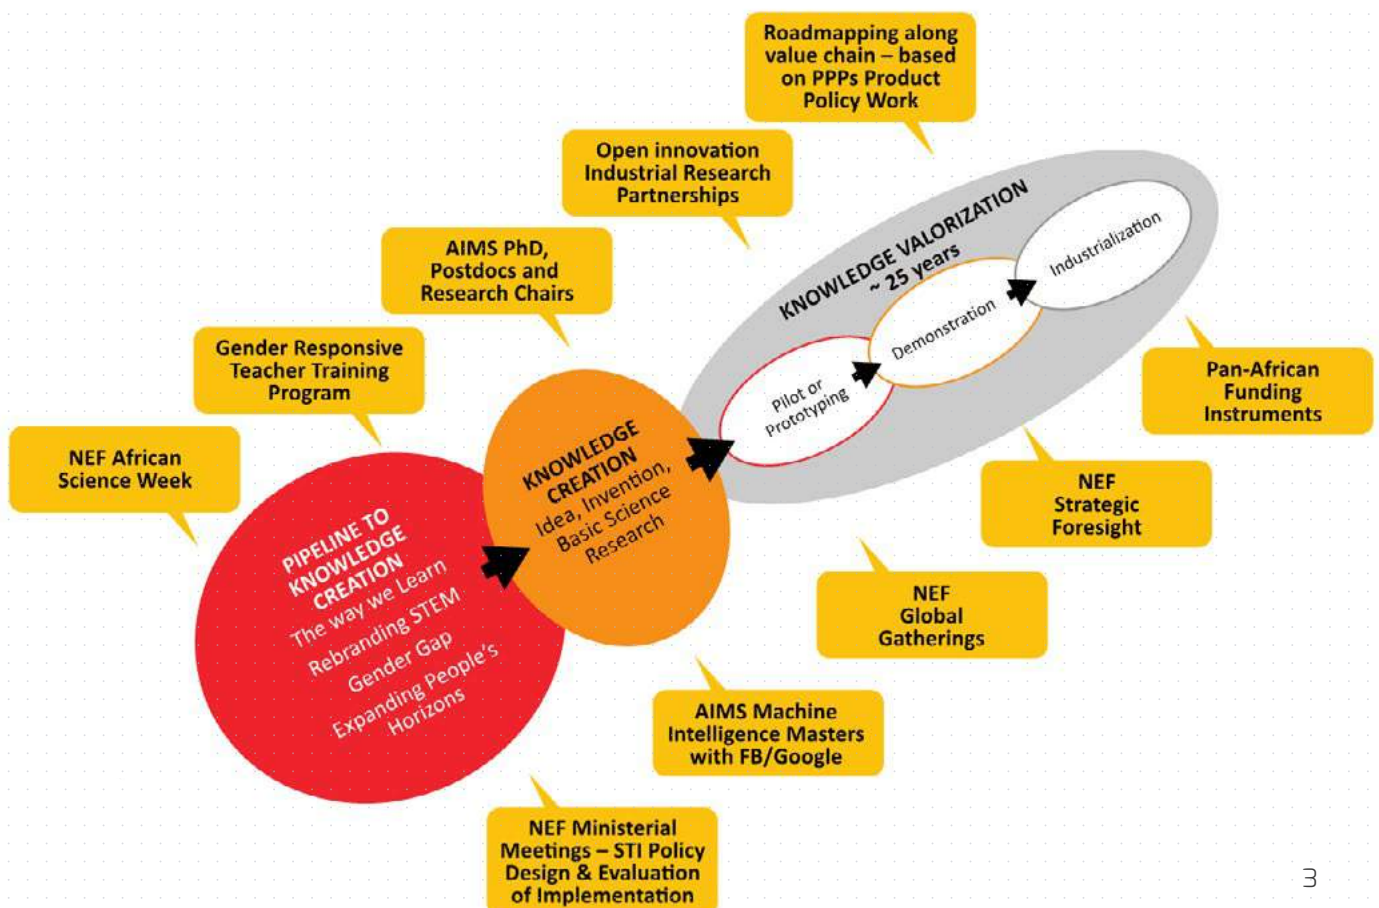 Roadmapping along
value chain – based
on PPPs Product
Policy Work
Open innovation
Industrial Research
Partnerships
AIMS PhD,
Postdocs and
Research Chairs
Gender Responsive
Teacher Training
Program
NEF African
Science Week
PIPELINE TO
KNOWLEDGE
CREATION
The way we Learn
Rebranding STEM
Gender Gap
Expanding People's
Horizons
KNOWLEDGE
CREATION
Idea, Invention,
Basic Science
Research
KNOWLEDGE VALORIZATION
~ 25 years
Pilot or
Prototyping
Demonstration
Industrialization
Pan-African
Funding
Instruments
NEF
Strategic
Foresight
NEF
Global
Gatherings
AIMS Machine
Intelligence Masters
with FB/Google
NEF Ministerial
Meetings – STI Policy
Design & Evaluation
of Implementation
3